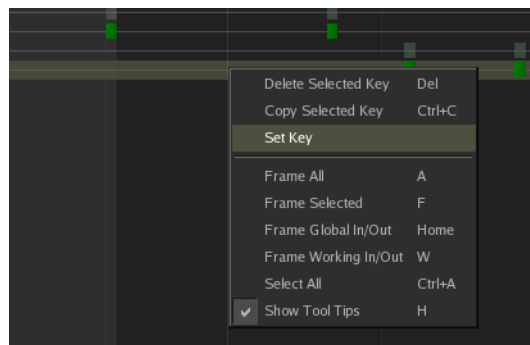 Delete Selected Key Del
Copy Selected Key Ctrl+C
Set Key
Frame All A
Frame Selected F
Frame Global In/Out Home
Frame Working In/Out W
Select All Ctrl+A
Show Tool Tips H